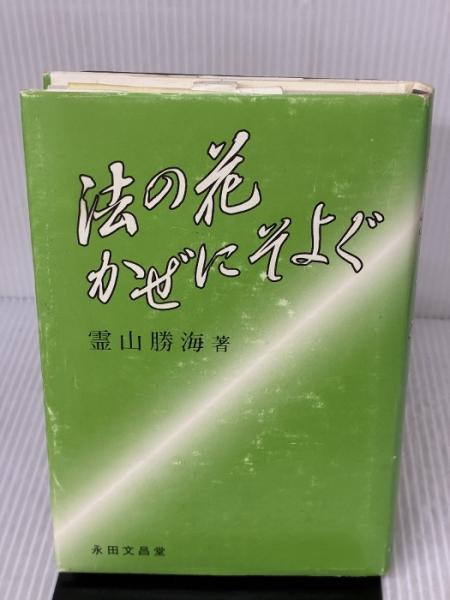 法の花
かぜにそよぐ
霊山勝海著
永田文昌堂